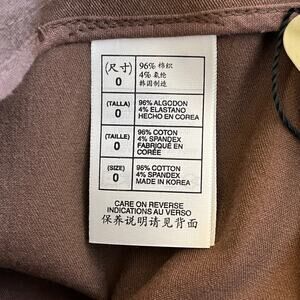 (尺寸)
0
96% 棉织
4% 氨纶
韩国制造
(TALLA)
0
96% ALGODON
4% ELASTANO
HECHO EN COREA
(TAILLE)
0
96% COTON
4% SPANDEX
FABRIQUÉ EN
CORÉE
(SIZE)
0
96% COTTON
4% SPANDEX
MADE IN KOREA
CARE ON REVERSE
INDICATIONS AU VERSO
保养说明请见背面